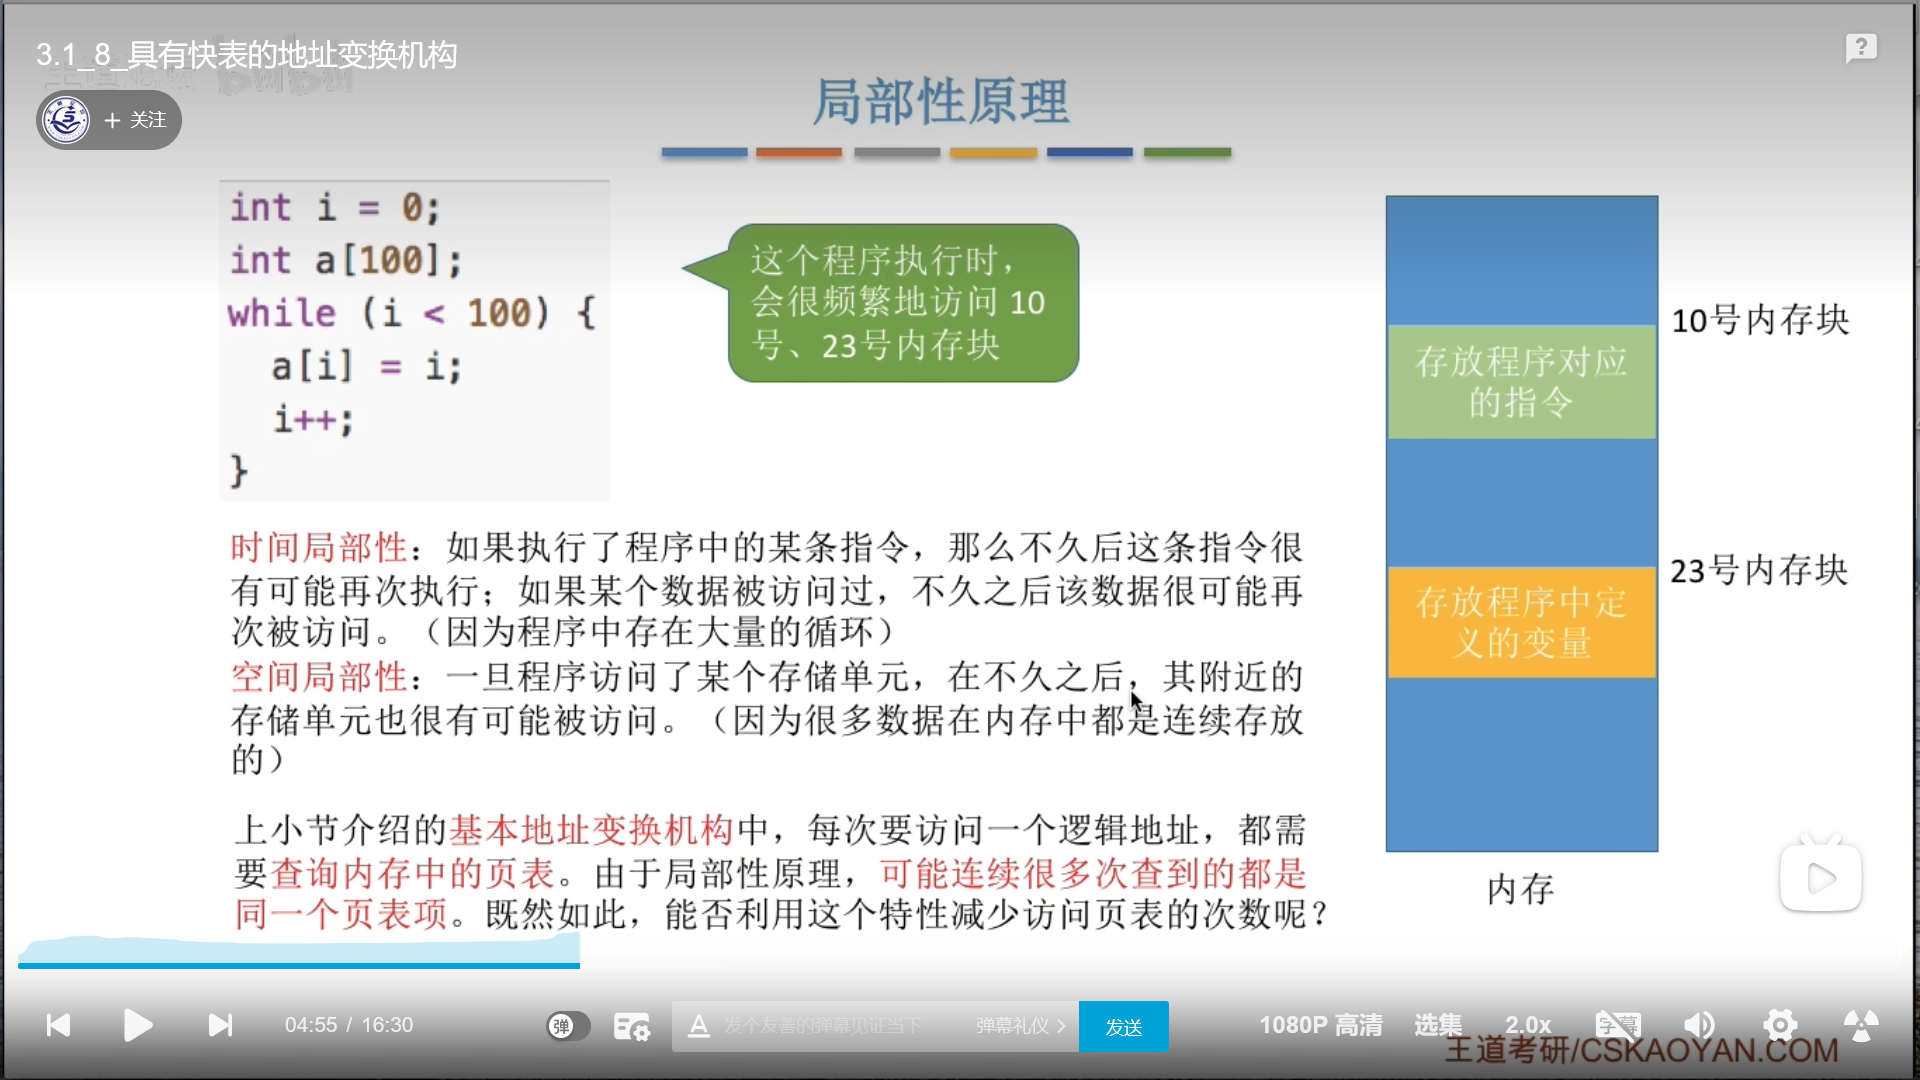 3.1_8_具有快表的地址变换机构
+ 关注
局部性原理
int i = 0;
int a[100];
while (i < 100) {
a[i] = i;
i++;
}
这个程序执行时，
会很频繁地访问 10
号、23号内存块
10号内存块
存放程序对应
的指令
23号内存块
存放程序中定
义的变量
内存
时间局部性：如果执行了程序中的某条指令，那么不久后这条指令很
有可能再次执行；如果某个数据被访问过，不久之后该数据很可能再
次被访问。（因为程序中存在大量的循环）
空间局部性：一旦程序访问了某个存储单元，在不久之后，其附近的
存储单元也很有可能被访问。（因为很多数据在内存中都是连续存放
的）
上小节介绍的基本地址变换机构中，每次要访问一个逻辑地址，都需
要查询内存中的页表。由于局部性原理，可能连续很多次查到的都是
同一个页表项。既然如此，能否利用这个特性减少访问页表的次数呢？
04:55 / 16:30
弹
A 发个友善的弹幕见证当下
弹幕礼仪 >
发送
1080P 高清
选集
2.0x
字幕
王道考研/CSKAOYAN.COM